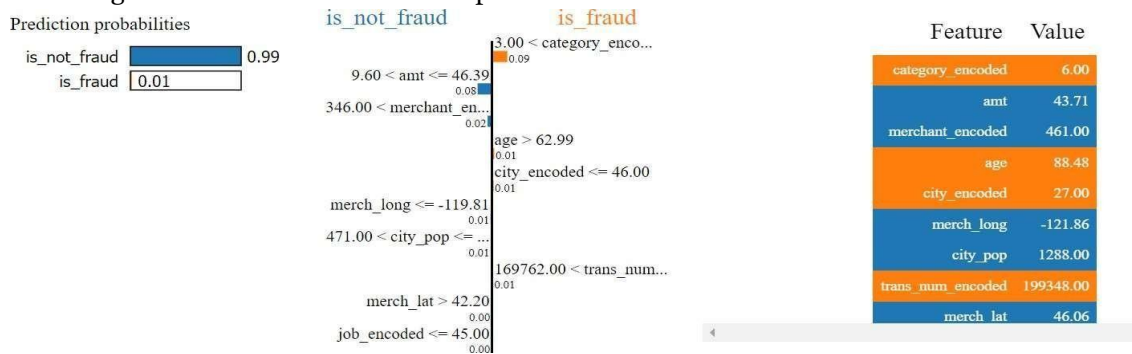 Prediction probabilities
is_not_fraud 0.99
is_fraud 0.01
is_not_fraud is_fraud
3.00 < category_enco...
0.09
9.60 < amt <= 46.39
0.08
346.00 < merchant_en...
0.02
age > 62.99
0.01
city_encoded <= 46.00
0.01
merch_long <= -119.81
0.01
471.00 < city_pop <= ...
0.01
169762.00 < trans_num...
0.01
merch_lat > 42.20
0.00
job_encoded <= 45.00
0.00
Feature Value
category_encoded 6.00
amt 43.71
merchant_encoded 461.00
age 88.48
city_encoded 27.00
merch_long -121.86
city_pop 1288.00
trans_num_encoded 199348.00
merch_lat 46.06